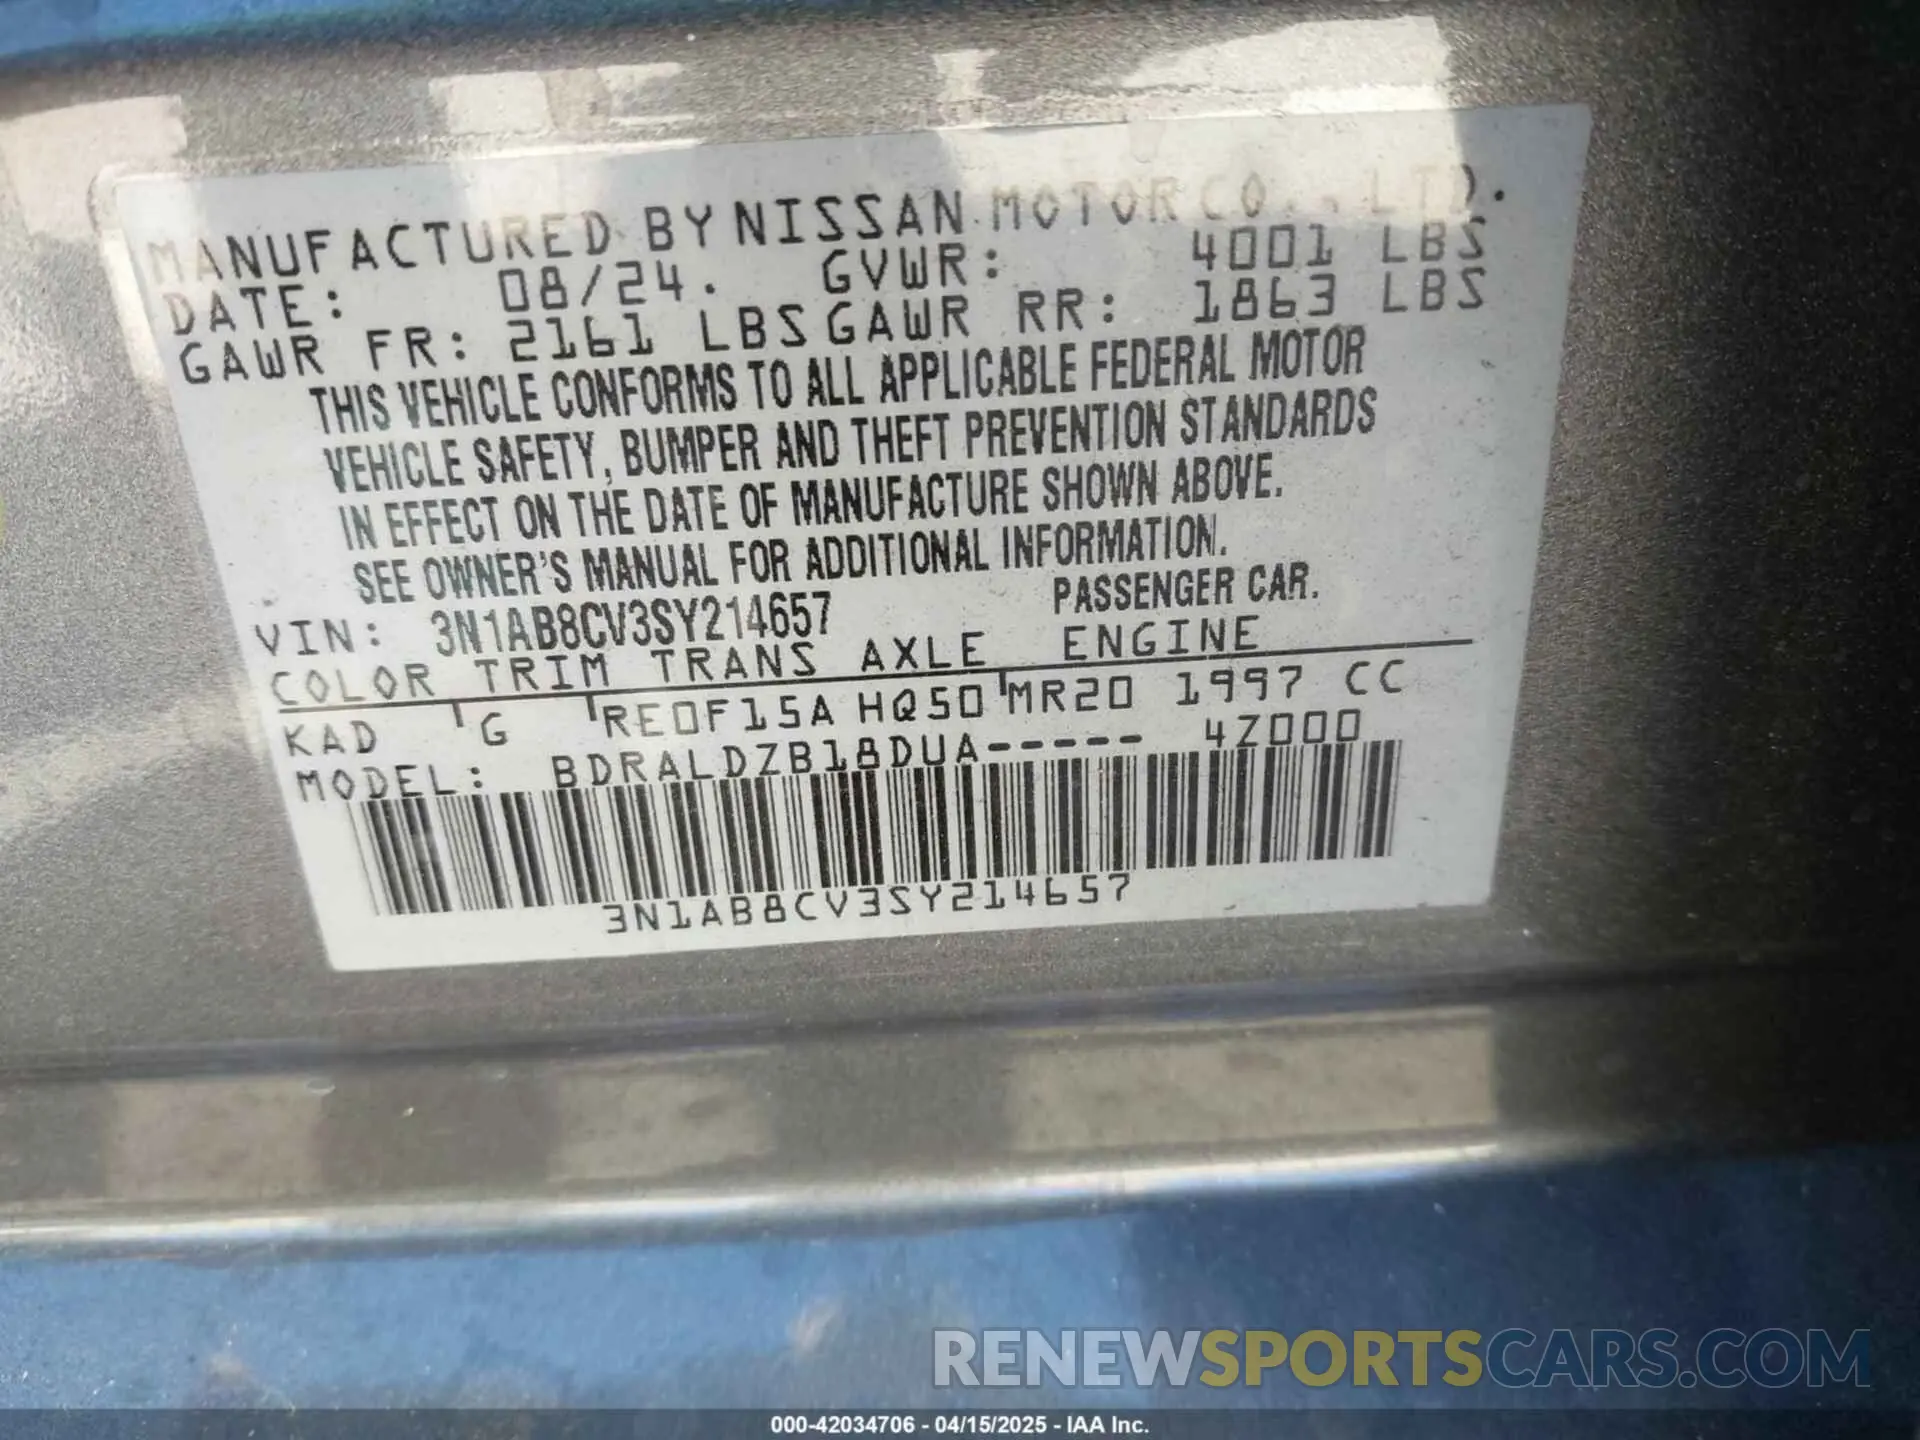 MANUFACTURED BY NISSAN MOTOR CO., LTD.
DATE: 08/24. GVWR: 4001 LBS
GAWR FR: 2161 LBS GAWR RR: 1863 LBS
THIS VEHICLE CONFORMS TO ALL APPLICABLE FEDERAL MOTOR
VEHICLE SAFETY, BUMPER AND THEFT PREVENTION STANDARDS
IN EFFECT ON THE DATE OF MANUFACTURE SHOWN ABOVE.
SEE OWNER'S MANUAL FOR ADDITIONAL INFORMATION.
VIN: 3N1AB8CV3SY214657 PASSENGER CAR.
COLOR TRIM TRANS AXLE ENGINE
KAD G RE0F15A HQ50 MR20 1997 CC
MODEL: BDRALDZB18DUA----- 4Z000
3N1AB8CV3SY214657
RENEWSPORTSCARS.COM
000-42034706 - 04/15/2025 - IAA Inc.